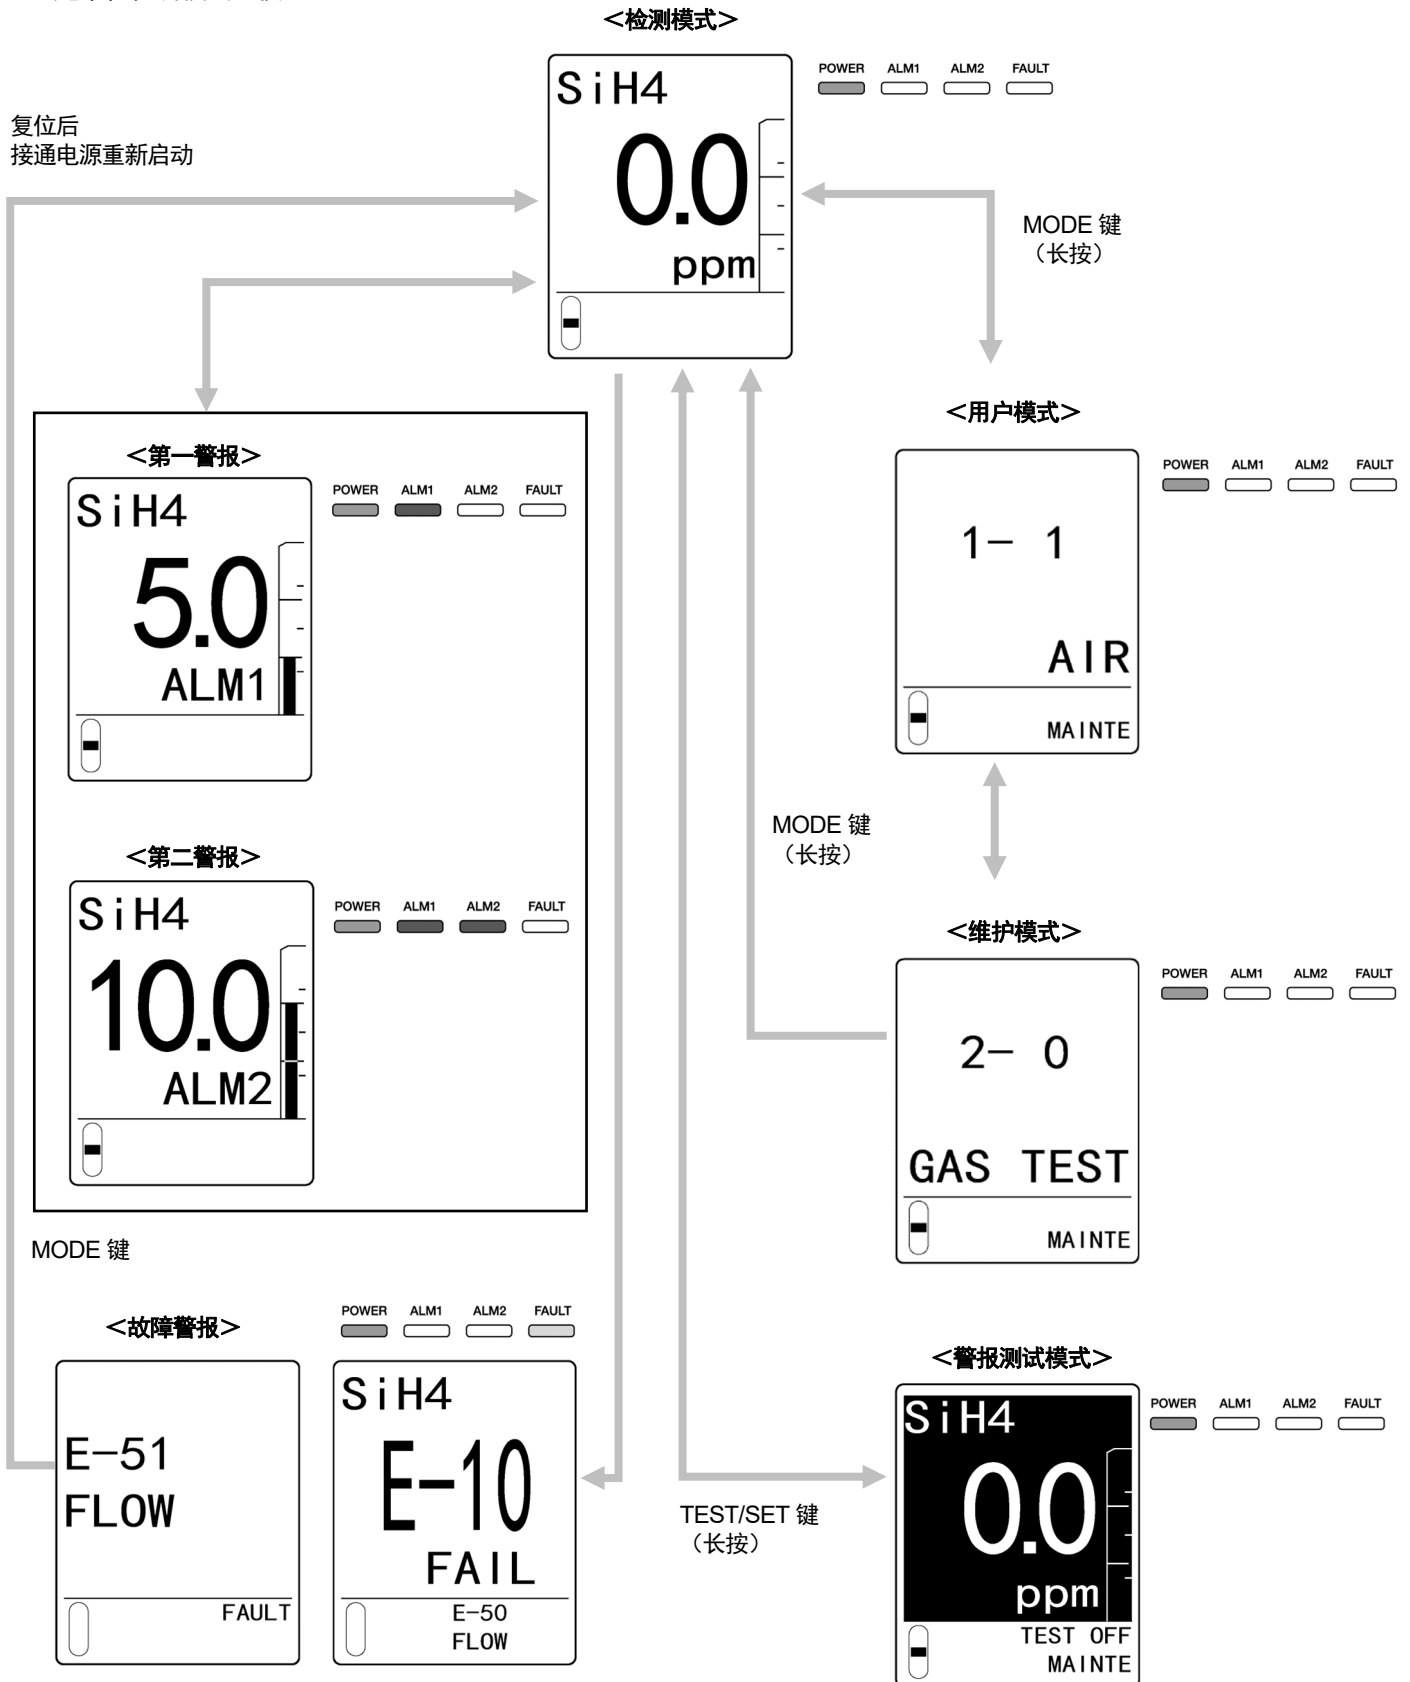 ＜检测模式＞
POWER ALM1 ALM2 FAULT
SiH4
0.0
ppm
复位后
接通电源重新启动
MODE 键
（长按）
＜第一警报＞
POWER ALM1 ALM2 FAULT
SiH4
5.0
ALM1
＜第二警报＞
POWER ALM1 ALM2 FAULT
SiH4
10.0
ALM2
＜用户模式＞
POWER ALM1 ALM2 FAULT
1- 1
AIR
MAINTE
MODE 键
（长按）
＜维护模式＞
POWER ALM1 ALM2 FAULT
2- 0
GAS TEST
MAINTE
MODE 键
＜故障警报＞
POWER ALM1 ALM2 FAULT
E-51
FLOW
FAULT
SiH4
E-10
FAIL
E-50
FLOW
TEST/SET 键
（长按）
＜警报测试模式＞
POWER ALM1 ALM2 FAULT
SiH4
0.0
ppm
TEST OFF
MAINTE